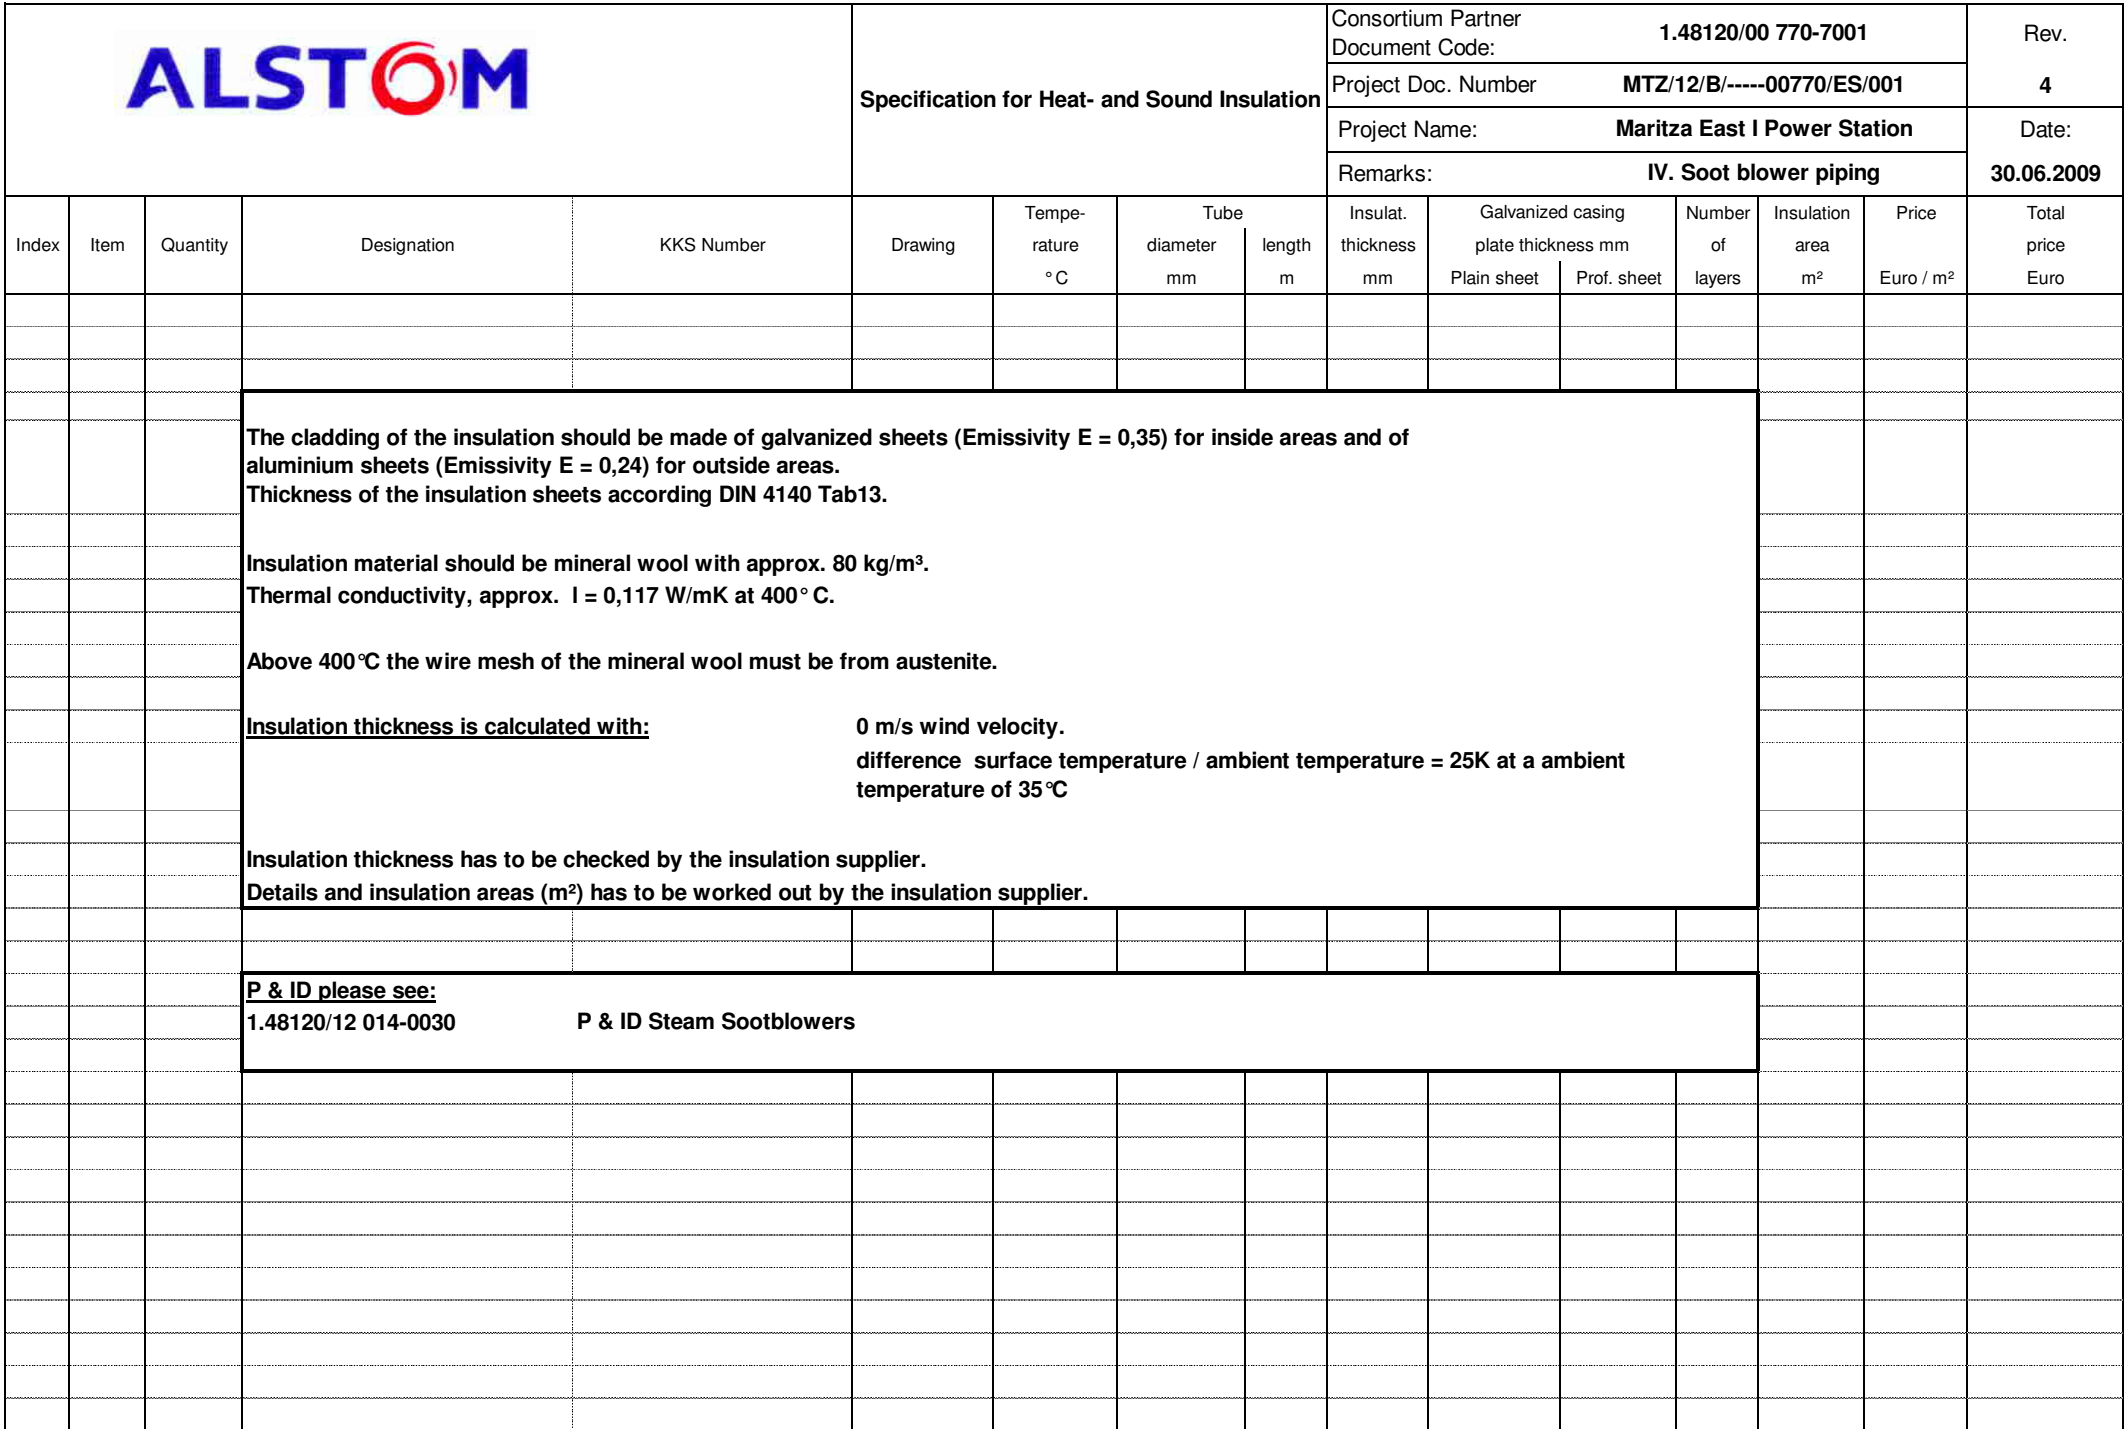 ALSTOM
Specification for Heat- and Sound Insulation
Consortium Partner
Document Code:
1.48120/00 770-7001
Rev.
Project Doc. Number MTZ/12/B/-----00770/ES/001
4
Project Name: Maritza East I Power Station
Date:
Remarks: IV. Soot blower piping
30.06.2009
Index Item Quantity Designation KKS Number Drawing
Tempe-
rature
°C
Tube
diameter
mm
length
m
Insulat.
thickness
mm
Galvanized casing
plate thickness mm
Plain sheet Prof. sheet
Number
of
layers
Insulation
area
m²
Price
Euro / m²
Total
price
Euro
The cladding of the insulation should be made of galvanized sheets (Emissivity E = 0,35) for inside areas and of
aluminium sheets (Emissivity E = 0,24) for outside areas.
Thickness of the insulation sheets according DIN 4140 Tab13.
Insulation material should be mineral wool with approx. 80 kg/m³.
Thermal conductivity, approx. l = 0,117 W/mK at 400° C.
Above 400°C the wire mesh of the mineral wool must be from austenite.
Insulation thickness is calculated with: 0 m/s wind velocity.
difference surface temperature / ambient temperature = 25K at a ambient
temperature of 35°C
Insulation thickness has to be checked by the insulation supplier.
Details and insulation areas (m²) has to be worked out by the insulation supplier.
P & ID please see:
1.48120/12 014-0030 P & ID Steam Sootblowers